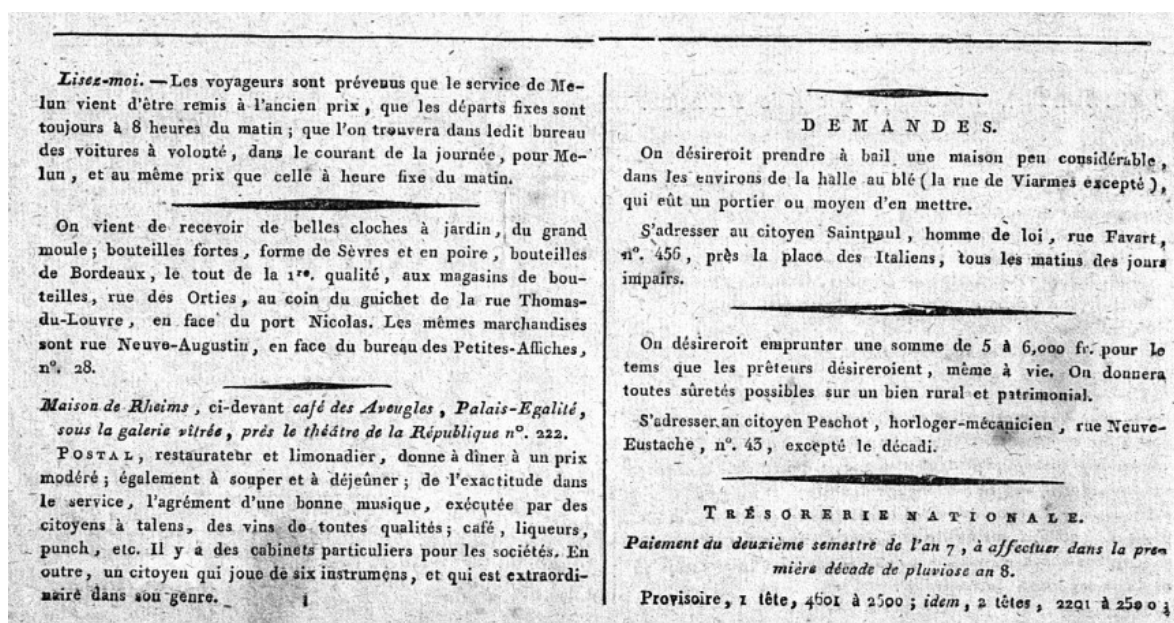 Lisez-moi. — Les voyageurs sont prévenus que le service de Me-
lun vient d'être remis à l'ancien prix, que les départs fixes sont
toujours à 8 heures du matin ; que l'on trouvera dans ledit bureau
des voitures à volonté, dans le courant de la journée, pour Me-
lun, et au même prix que celle à heure fixe du matin.
On vient de recevoir de belles cloches à jardin, du grand
moule ; bouteilles fortes, forme de Sèvres et en poire, bouteilles
de Bordeaux, le tout de la 1re. qualité, aux magasins de bou-
teilles, rue des Orties, au coin du guichet de la rue Thomas-
du-Louvre, en face du port Nicolas. Les mêmes marchandises
sont rue Neuve-Augustin, en face du bureau des Petites-Affiches,
n°. 28.
Maison de Rheims, ci-devant café des Aveugles, Palais-Egalité,
sous la galerie vîtrée, près le théâtre de la République n°. 222.
POSTAL, restaurateur et limonadier, donne à dîner à un prix
modéré ; également à souper et à déjeûner ; de l'exactitude dans
le service, l'agrément d'une bonne musique, exécutée par des
citoyens à talens, des vins de toutes qualités ; café, liqueurs,
punch, etc. Il y a des cabinets particuliers pour les sociétés. En
outre, un citoyen qui joue de six instrumens, et qui est extraordi-
naire dans son genre.
DEMANDES.
On désireroit prendre à bail une maison peu considérable,
dans les environs de la halle au blé (la rue de Viarmes excepté),
qui eût un portier ou moyen d'en mettre.
S'adresser au citoyen Saintpaul, homme de loi, rue Favart,
n°. 456, près la place des Italiens, tous les matins des jours
impairs.
On désireroit emprunter une somme de 5 à 6,000 fr. pour le
tems que les prêteurs désireroient, même à vie. On donnera
toutes sûretés possibles sur un bien rural et patrimonial.
S'adresser an citoyen Peschot, horloger-mécanicien, rue Neuve-
Eustache, n°. 43, excepté le décadi.
TRÉSORERIE NATIONALE.
Paiement du deuxième semestre de l'an 7, à affectuer dans la pre-
mière décade de pluviose an 8.
Provisoire, 1 tête, 4601 à 2500 ; idem, 2 têtes, 2201 à 2500 ;